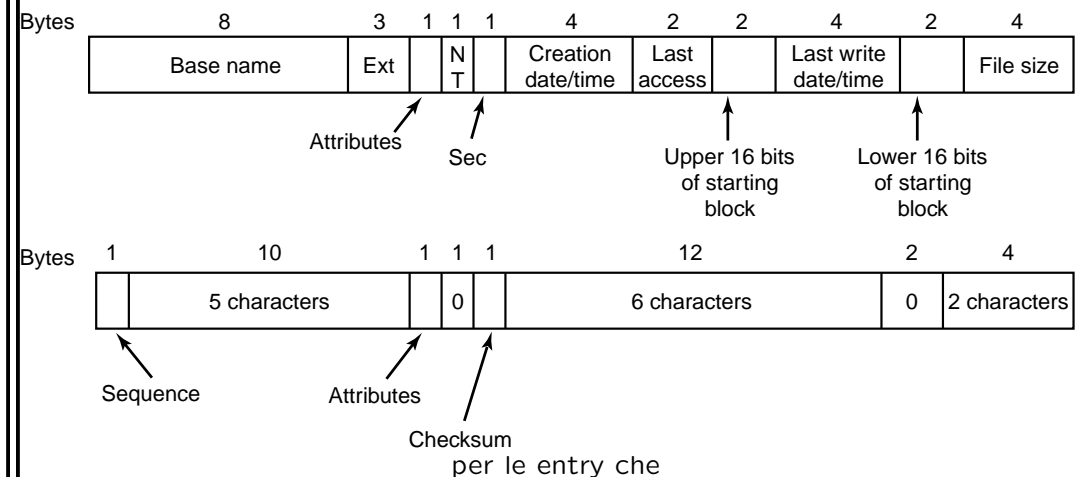 Bytes 8 3 1 1 1 4 2 2 4 2 4
Base name Ext N T Creation date/time Last access Last write date/time File size
Attributes
Sec
Upper 16 bits of starting block
Lower 16 bits of starting block
Bytes 1 10 1 1 1 12 2 4
5 characters 0 6 characters 0 2 characters
Sequence
Attributes
Checksum
per le entry che